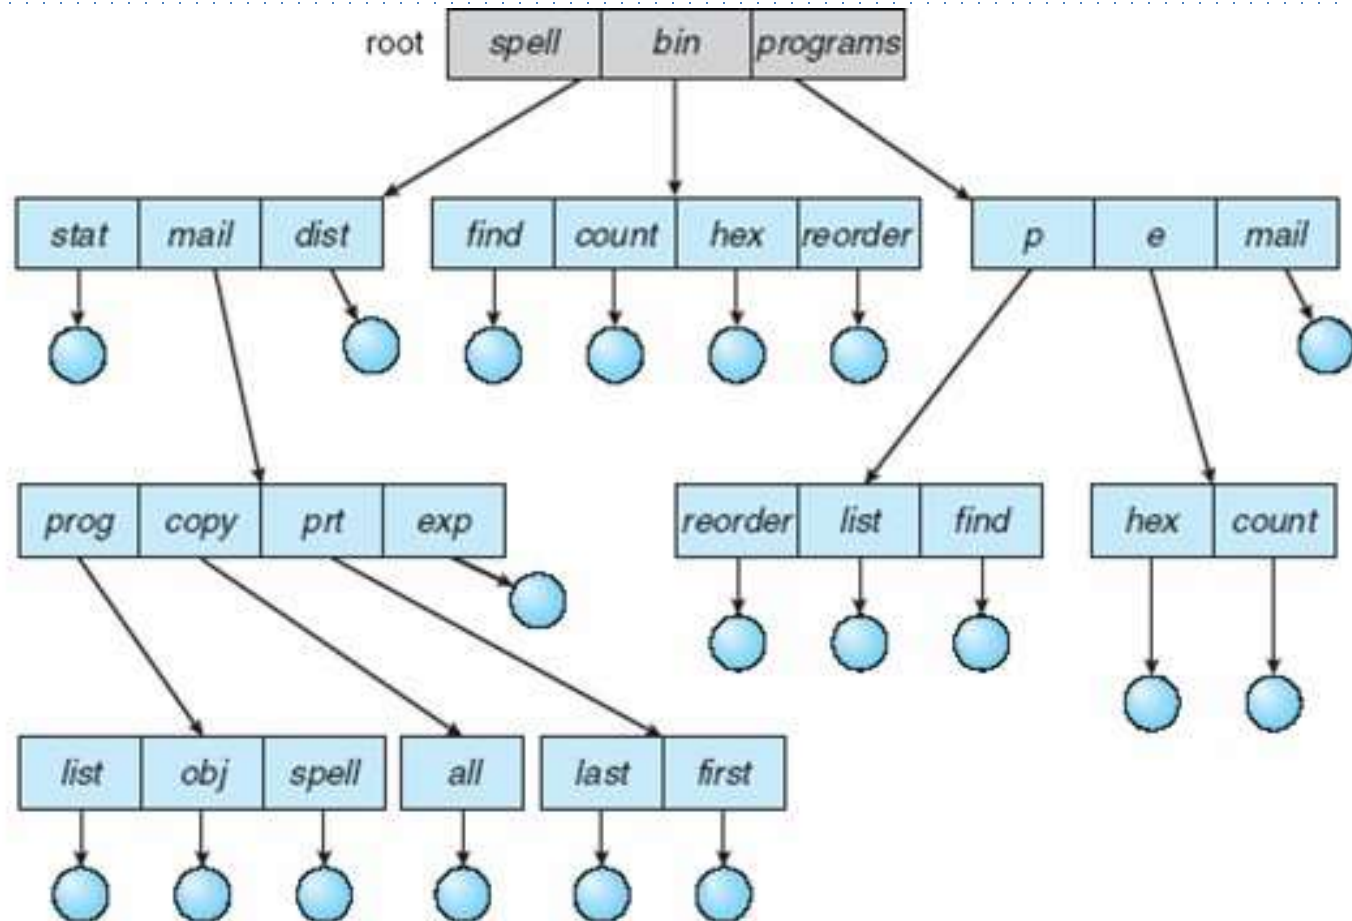 root spell bin programs
stat mail dist find count hex reorder p e mail
prog copy prt exp reorder list find hex count
list obj spell all last first